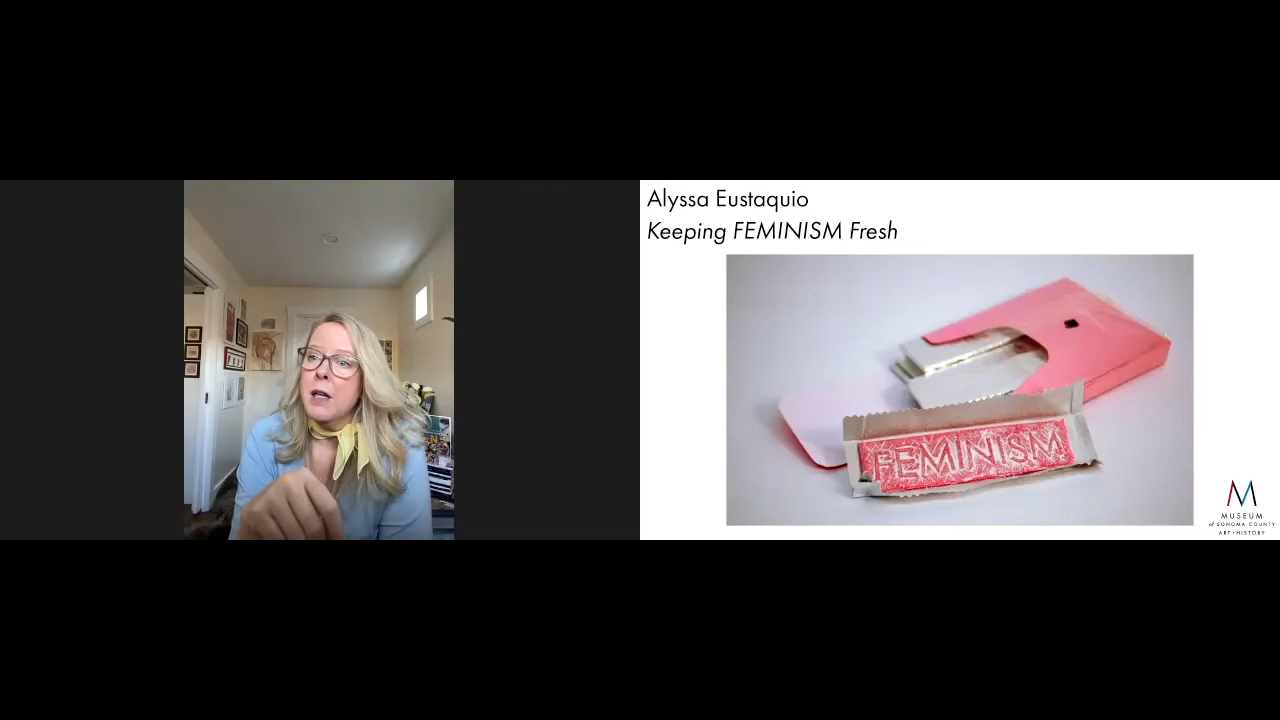 Alyssa Eustaquio
Keeping FEMINISM Fresh
FEMINISM
M
MUSEUM
of SONOMA COUNTY
ART • HISTORY